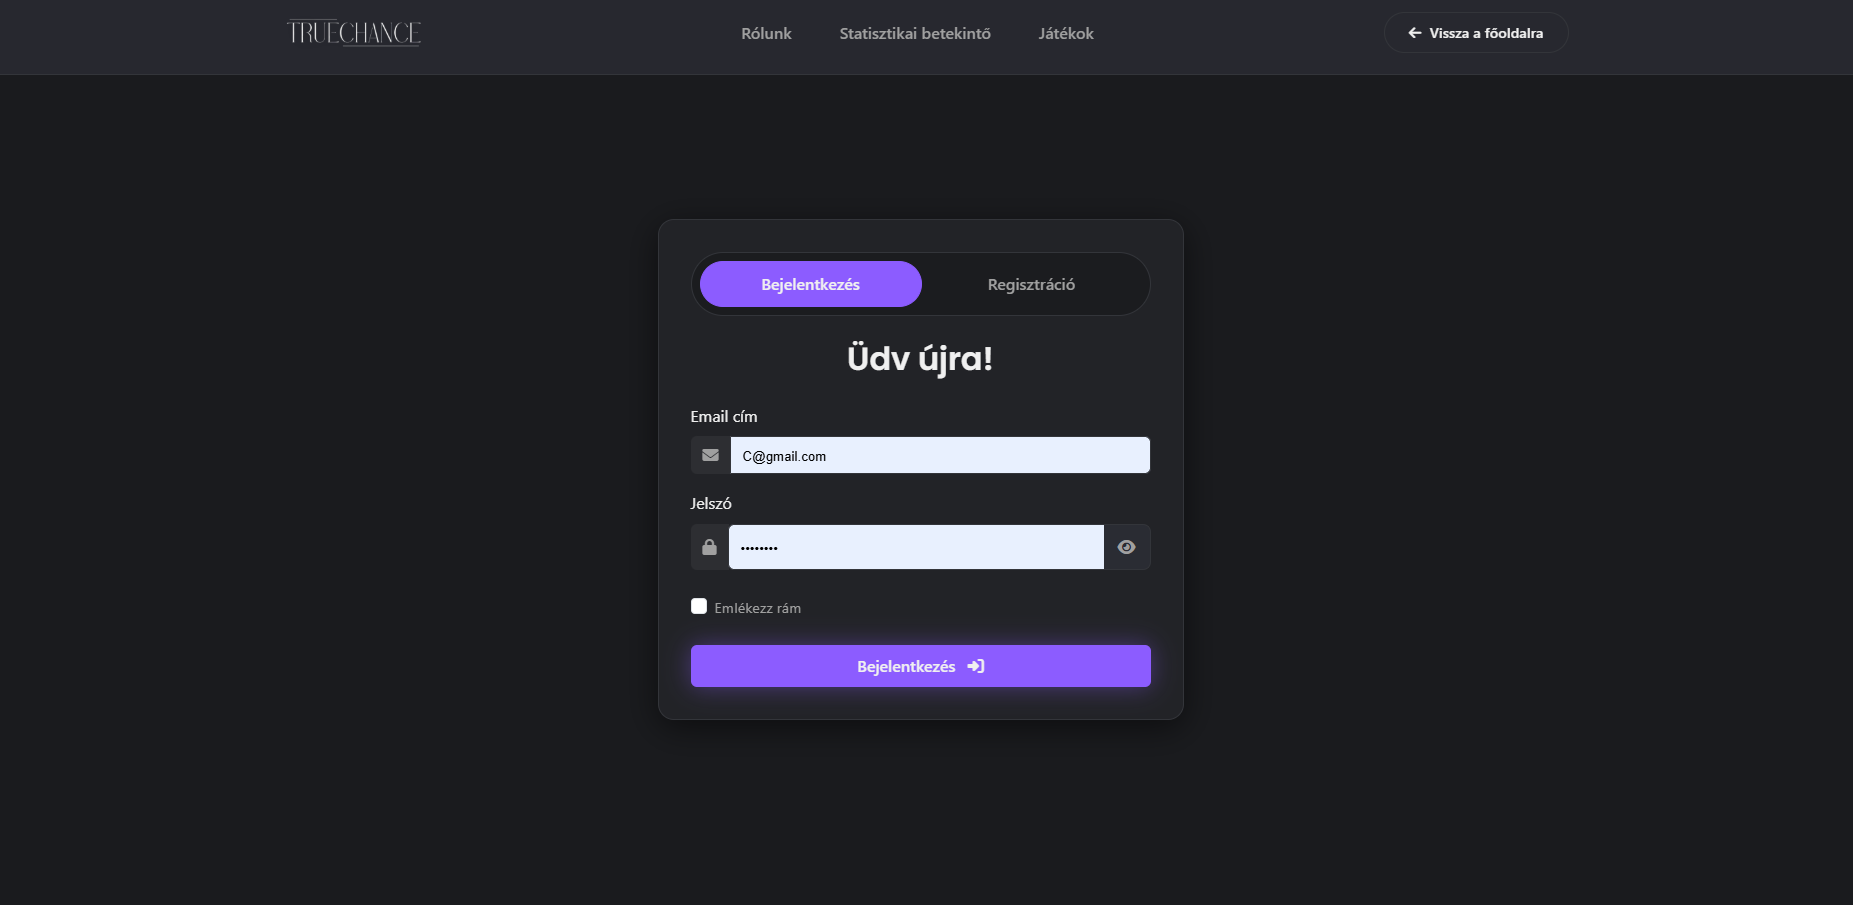 TRUECHANCE
Rólunk
Statisztikai betekintő
Játékok
Vissza a főoldalra
Bejelentkezés
Regisztráció
Üdv újra!
Email cím
C@gmail.com
Jelszó
••••••••
Emlékezz rám
Bejelentkezés